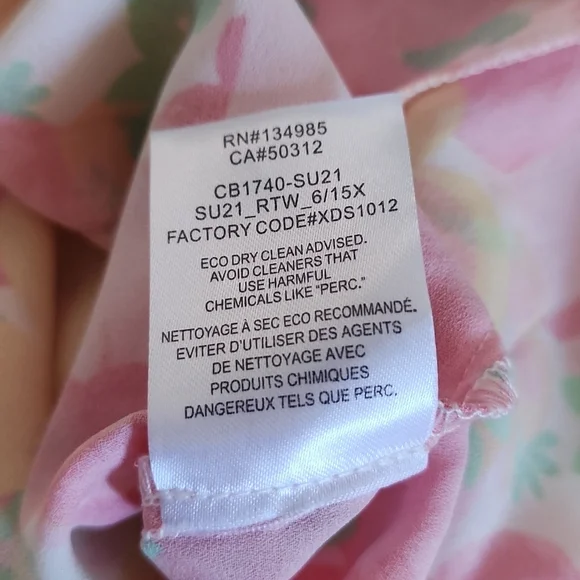 RN#134985
CA#50312
CB1740-SU21
SU21_RTW_6/15X
FACTORY CODE#XDS1012
ECO DRY CLEAN ADVISED.
AVOID CLEANERS THAT
USE HARMFUL
CHEMICALS LIKE "PERC."
NETTOYAGE À SEC ECO RECOMMANDÉ.
EVITER D'UTILISER DES AGENTS
DE NETTOYAGE AVEC
PRODUITS CHIMIQUES
DANGEREUX TELS QUE PERC.